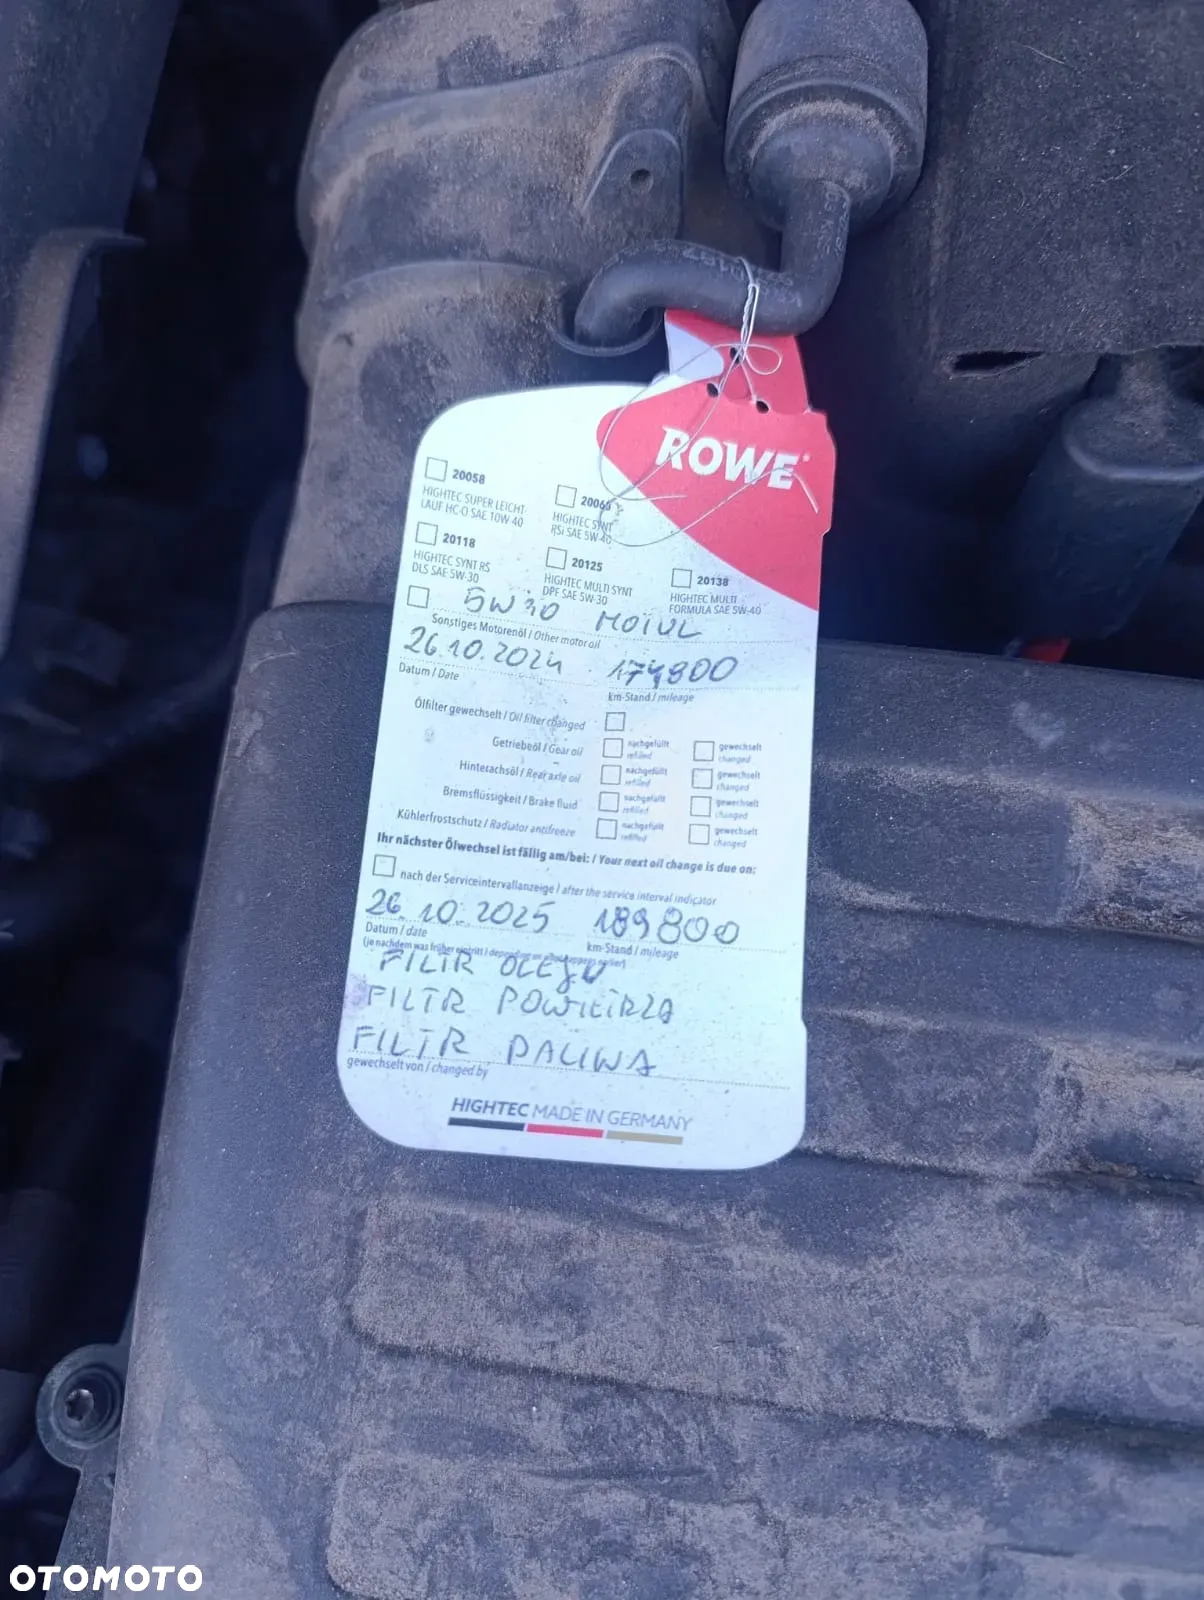 ROWE
20058
HIGHTEC SUPER LEICHT-
LAUF HC-O SAE 10W-40
HIGHTEC SYNT
RSi SAE 5W-40
20118
HIGHTEC SYNT RS
DLS SAE 5W-30
20125
HIGHTEC MULTI SYNT
DPF SAE 5W-30
20138
HIGHTEC MULTI
FORMULA SAE 5W-40
5W30 MOTUL
Sonstiges Motorenöl / Other motor oil
26.10.2024 174800
Datum / Date km-Stand / mileage
Ölfilter gewechselt / Oil filter changed
Getriebeöl / Gear oil nachgefüllt refilled gewechselt changed
Hinterachsöl / Rear axle oil nachgefüllt refilled gewechselt changed
Bremsflüssigkeit / Brake fluid nachgefüllt refilled gewechselt changed
Kühlerfrostschutz / Radiator antifreeze nachgefüllt refilled gewechselt changed
Ihr nächster Ölwechsel ist fällig am/bei: / Your next oil change is due on:
nach der Serviceintervallanzeige / after the service interval indicator
26.10.2025 189800
Datum / date km-Stand / mileage
(je nachdem was früher eintritt / depending on
FILTR OLEJU
FILTR POWIETRZA
FILTR PALIWA
gewechselt von / changed by
HIGHTEC MADE IN GERMANY
OTOMOTO